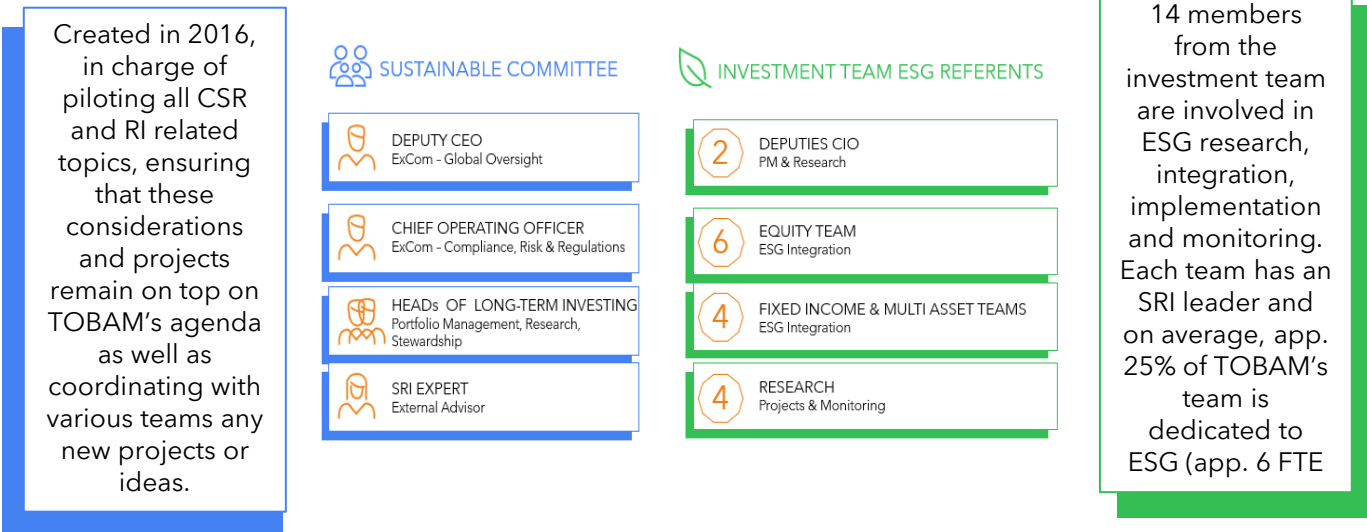 Created in 2016,
in charge of
piloting all CSR
and RI related
topics, ensuring
that these
considerations
and projects
remain on top on
TOBAM's agenda
as well as
coordinating with
various teams any
new projects or
ideas.
SUSTAINABLE COMMITTEE
DEPUTY CEO
ExCom - Global Oversight
CHIEF OPERATING OFFICER
ExCom - Compliance, Risk & Regulations
HEADs OF LONG-TERM INVESTING
Portfolio Management, Research,
Stewardship
SRI EXPERT
External Advisor
INVESTMENT TEAM ESG REFERENTS
2
DEPUTIES CIO
PM & Research
6
EQUITY TEAM
ESG Integration
4
FIXED INCOME & MULTI ASSET TEAMS
ESG Integration
4
RESEARCH
Projects & Monitoring
14 members
from the
investment team
are involved in
ESG research,
integration,
implementation
and monitoring.
Each team has an
SRI leader and
on average, app.
25% of TOBAM's
team is
dedicated to
ESG (app. 6 FTE